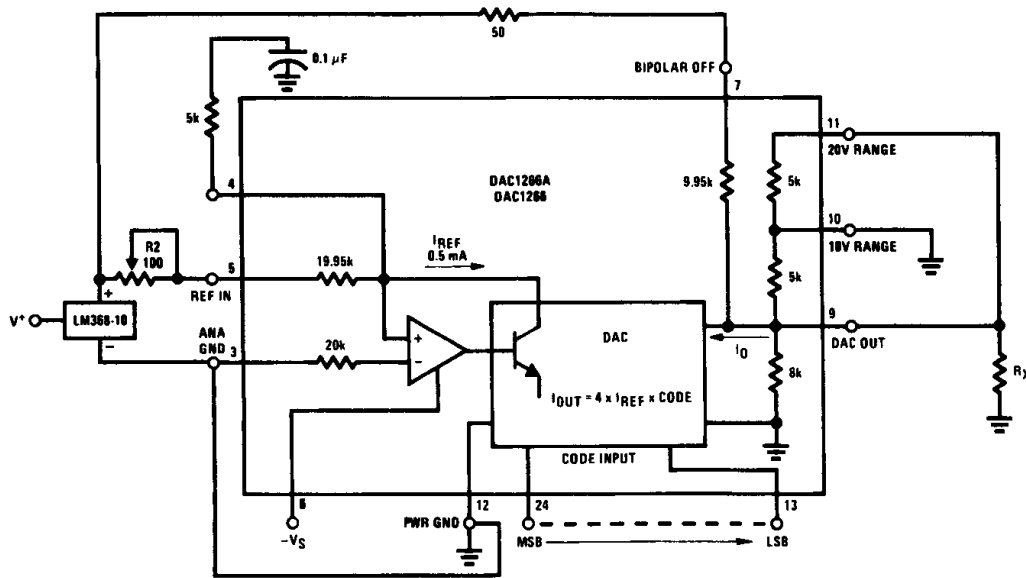 50
0.1 µF
BIPOLAR OFF
7
5k
11
20V RANGE
4
DAC1266A
DAC1266
9.95k
5k
10
10V RANGE
R2
100
5
REF IN
19.95k
IREF
0.5 mA
5k
+
LM368-10
V+
−
ANA
GND
3
20k
+
−
DAC
9
DAC OUT
IO
8k
RX
IOUT = 4 x IREF x CODE
CODE INPUT
6
−VS
12
PWR GND
24
MSB
13
LSB